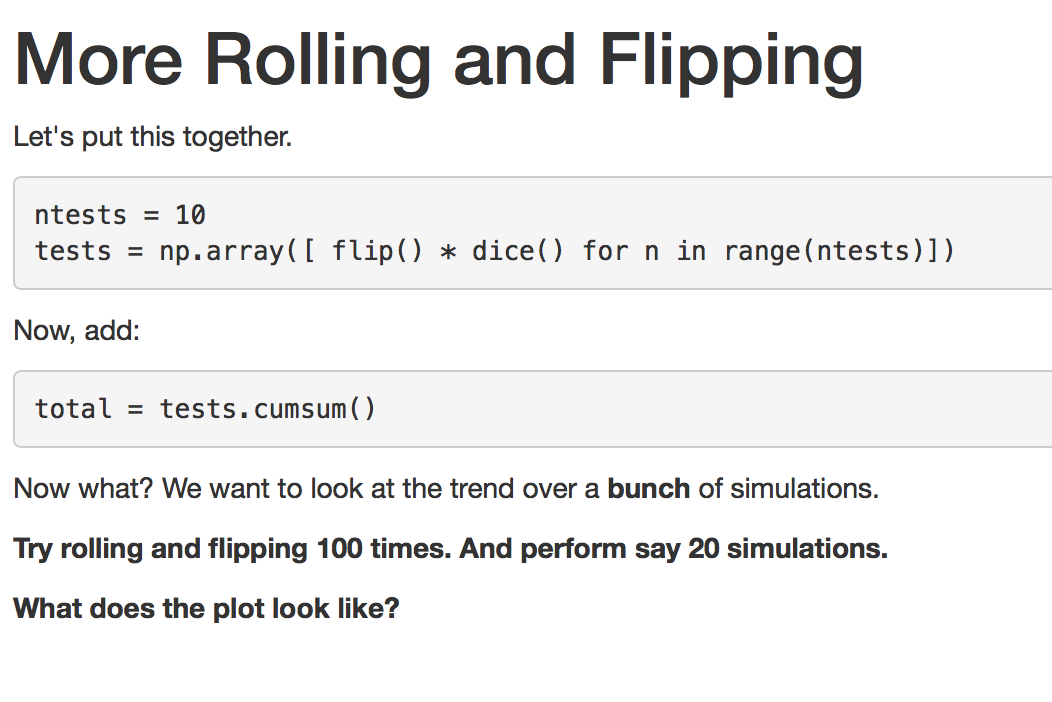 More Rolling and Flipping
Let's put this together.
ntests = 10
tests = np.array([ flip() * dice() for n in range(ntests)])
Now, add:
total = tests.cumsum()
Now what? We want to look at the trend over a bunch of simulations.
Try rolling and flipping 100 times. And perform say 20 simulations.
What does the plot look like?